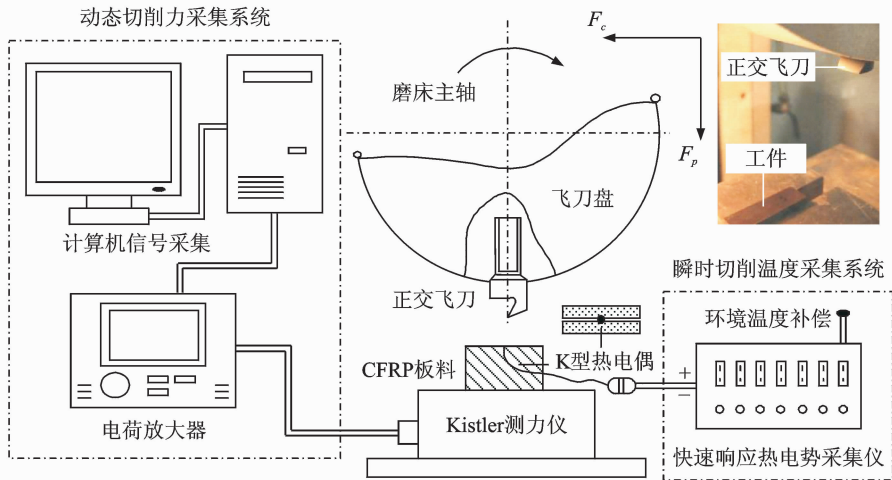 动态切削力采集系统
计算机信号采集
电荷放大器
磨床主轴
F_c
F_p
飞刀盘
正交飞刀
CFRP板料
K型热电偶
Kistler测力仪
正交飞刀
工件
瞬时切削温度采集系统
环境温度补偿
+
−
快速响应热电势采集仪